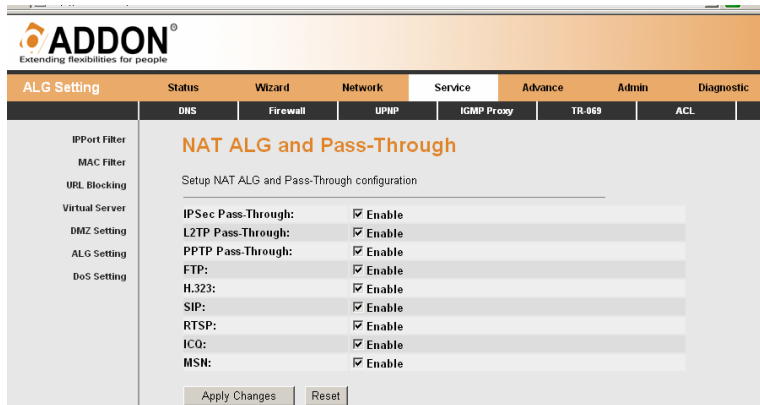 ADDON®
Extending flexibilities for people
ALG Setting Status Wizard Network Service Advance Admin Diagnostic
DNS Firewall UPNP IGMP Proxy TR-069 ACL
IPPort Filter
MAC Filter
URL Blocking
Virtual Server
DMZ Setting
ALG Setting
DoS Setting
NAT ALG and Pass-Through
Setup NAT ALG and Pass-Through configuration
IPSec Pass-Through: Enable
L2TP Pass-Through: Enable
PPTP Pass-Through: Enable
FTP: Enable
H.323: Enable
SIP: Enable
RTSP: Enable
ICQ: Enable
MSN: Enable
Apply Changes Reset